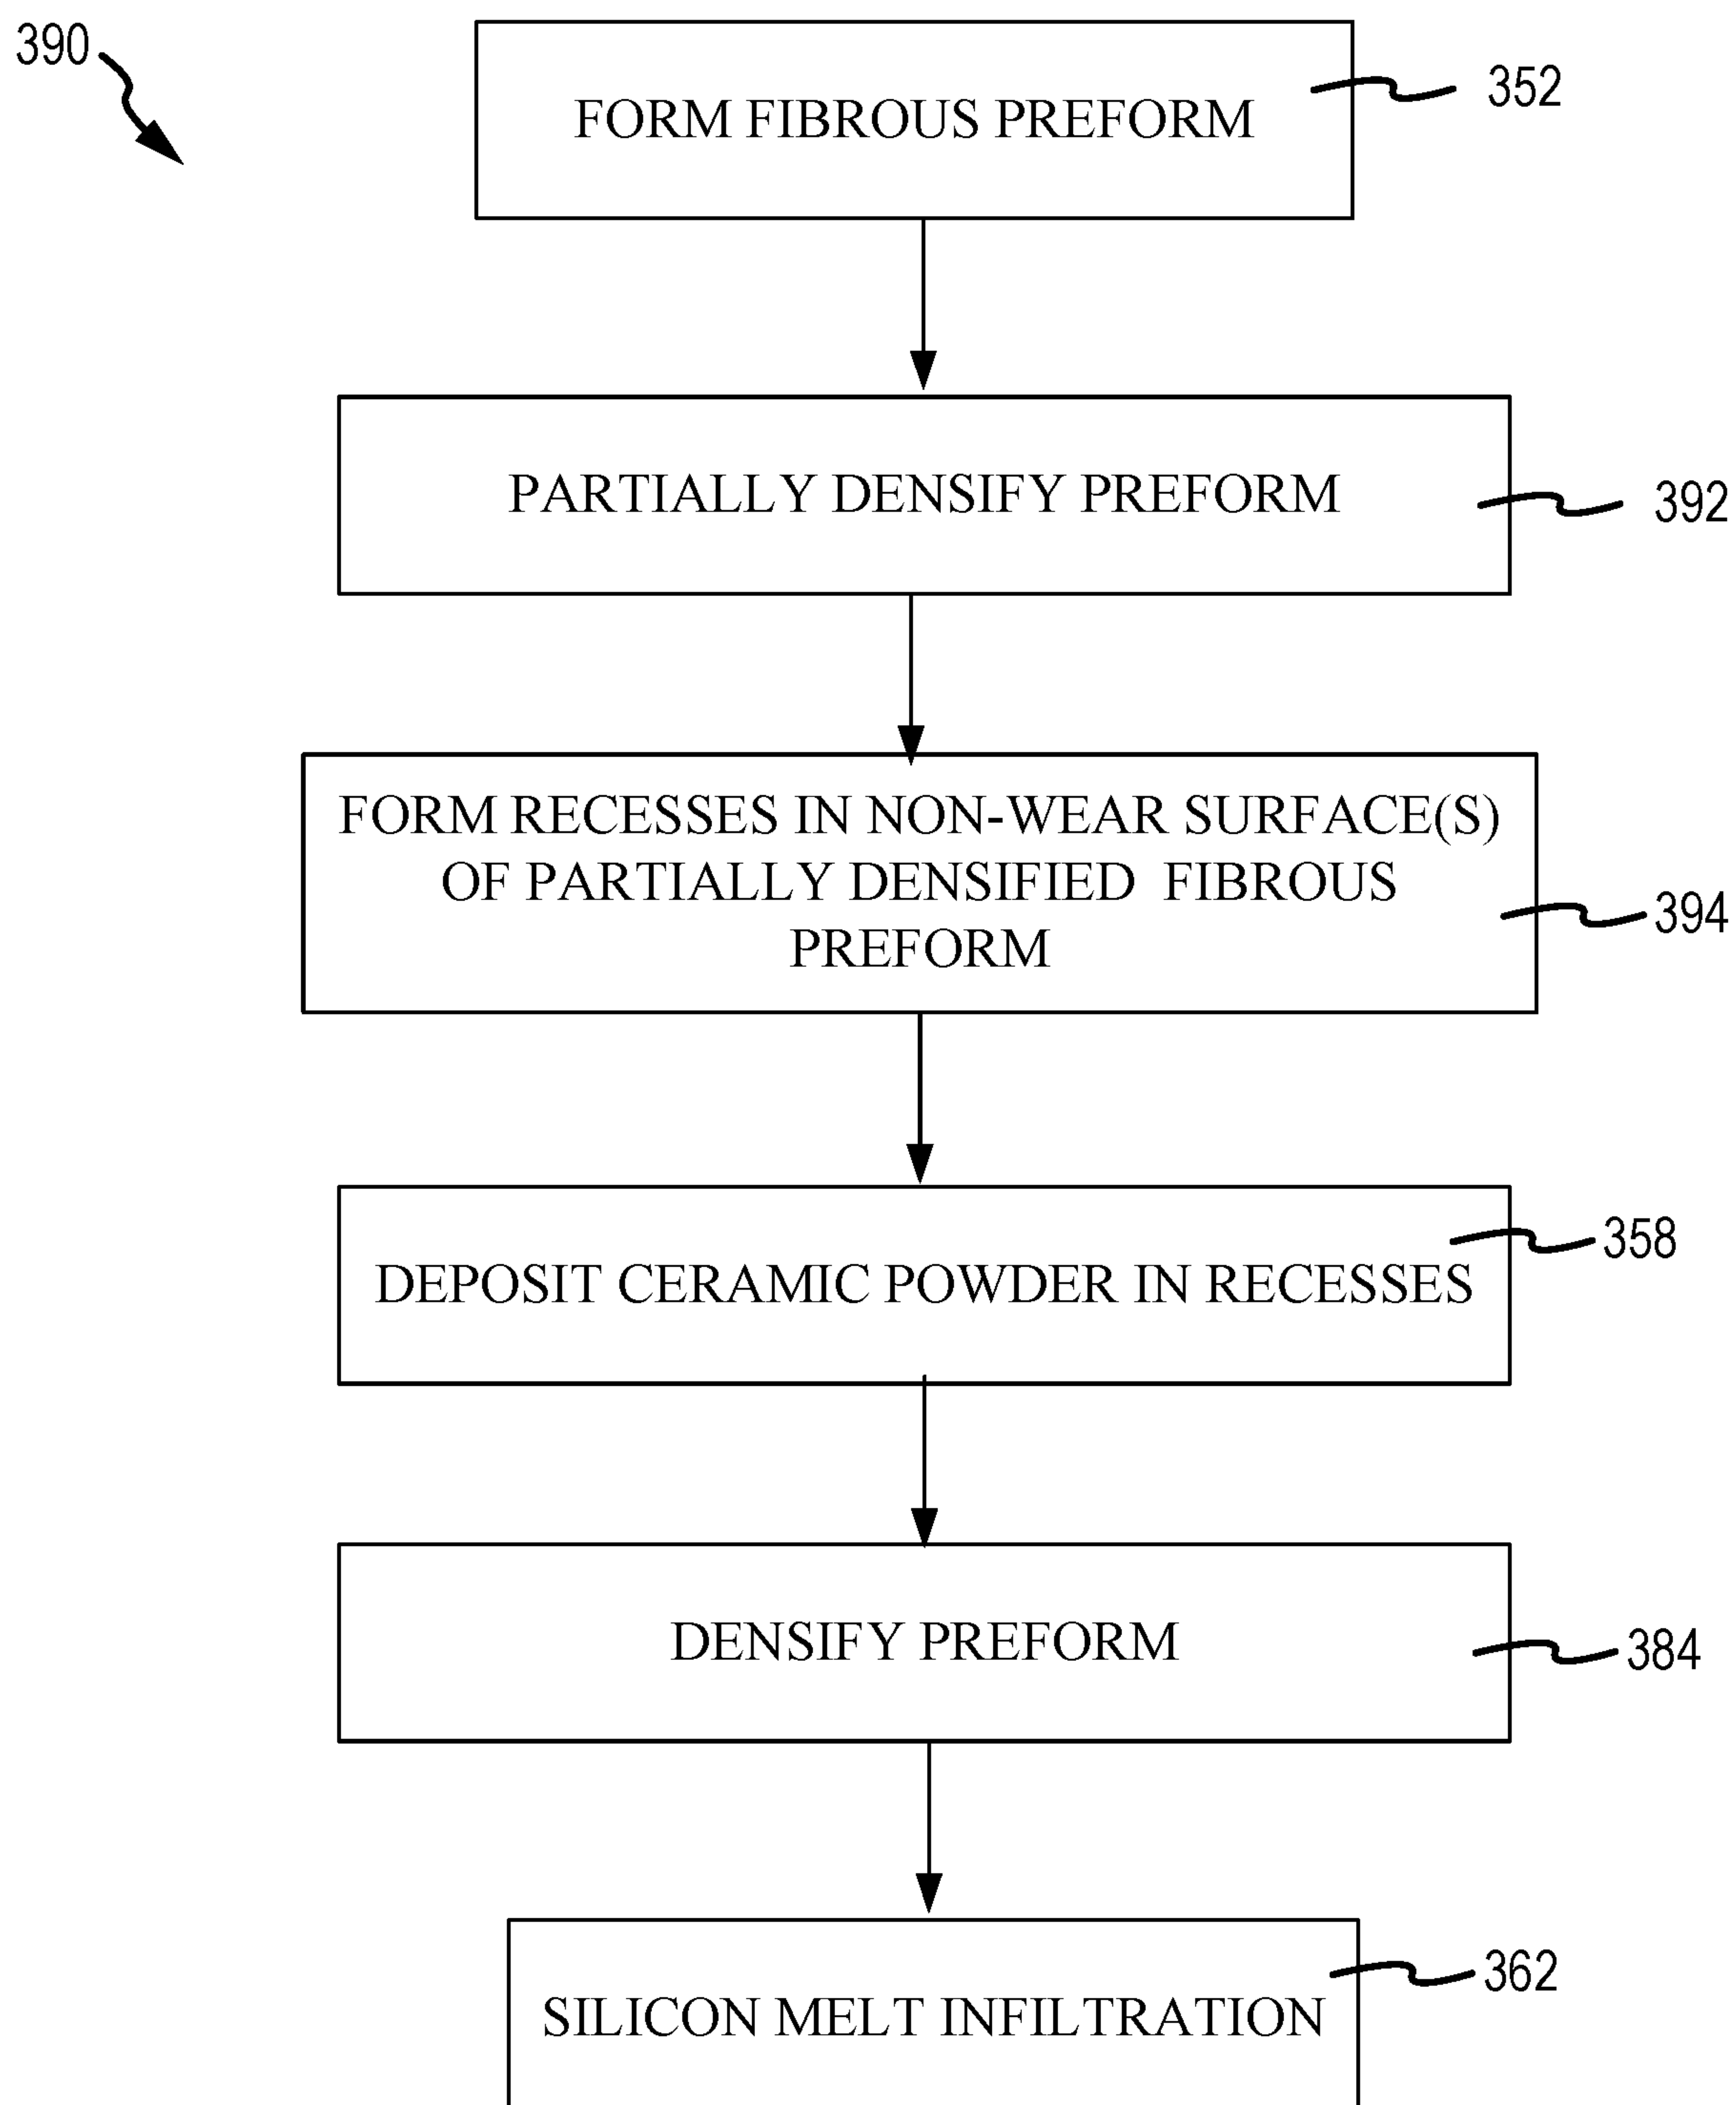 390
FORM FIBROUS PREFORM
352
PARTIALLY DENSIFY PREFORM
392
FORM RECESSES IN NON-WEAR SURFACE(S)
OF PARTIALLY DENSIFIED FIBROUS
PREFORM
394
DEPOSIT CERAMIC POWDER IN RECESSES
358
DENSIFY PREFORM
384
SILICON MELT INFILTRATION
362